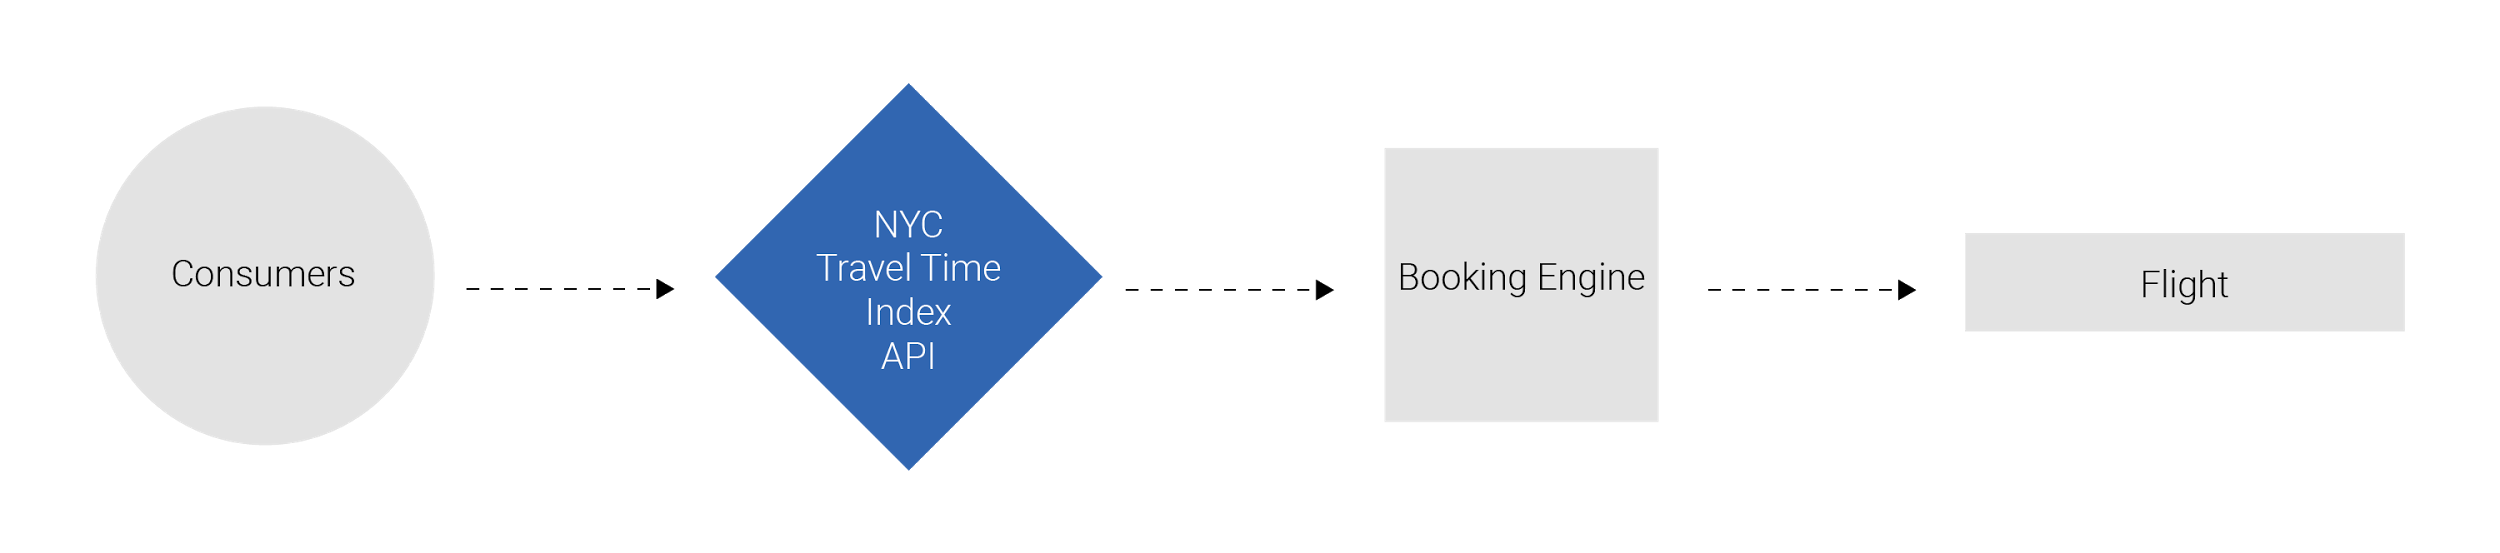 Consumers
NYC
Travel Time
Index
API
Booking Engine
Flight